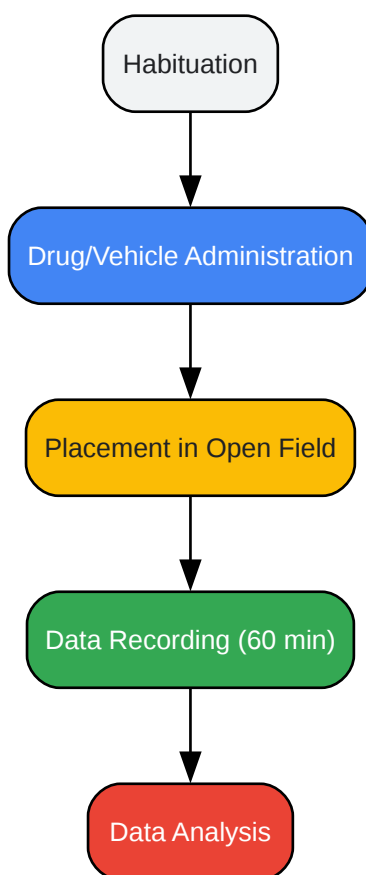 Habituation
Drug/Vehicle Administration
Placement in Open Field
Data Recording (60 min)
Data Analysis